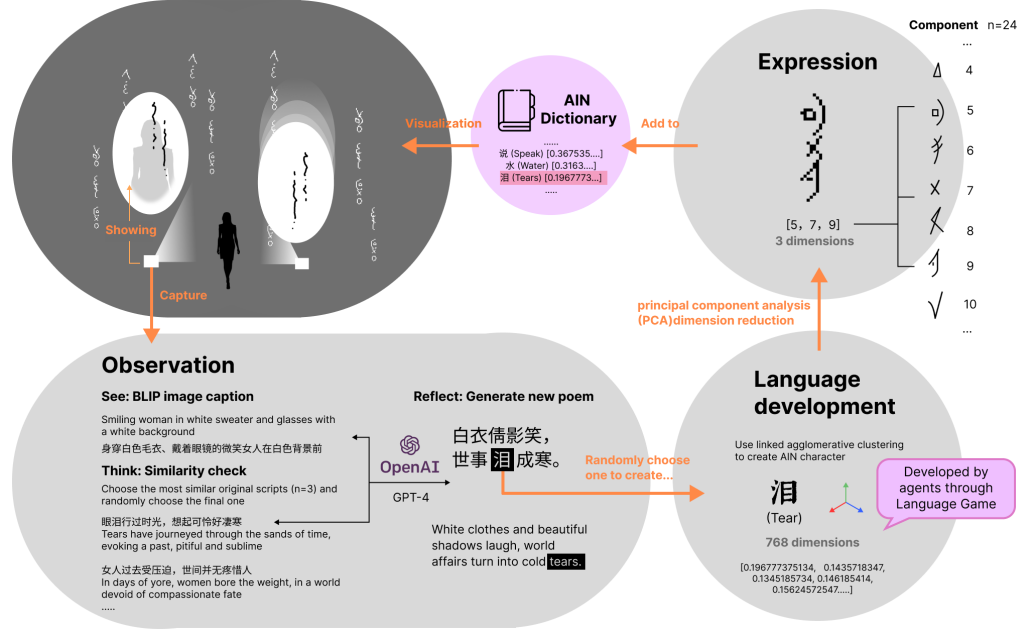 Visualization
Showing
Capture
AIN
Dictionary
......
说 (Speak) [0.367535....]
水 (Water) [0.3163....]
泪 (Tears) [0.1967773...]
.....
Add to
Expression
[5, 7, 9]
3 dimensions
Component n=24
...
4
5
6
7
8
9
10
...
principal component analysis
(PCA)dimension reduction
Observation
See: BLIP image caption
Smiling woman in white sweater and glasses with
a white background
身穿白色毛衣、戴着眼镜的微笑女人在白色背景前
Think: Similarity check
Choose the most similar original scripts (n=3) and
randomly choose the final one
眼泪行过时光，想起可怜好凄寒
Tears have journeyed through the sands of time,
evoking a past, pitiful and sublime
女人过去受压迫，世间并无疼惜人
In days of yore, women bore the weight, in a world
devoid of compassionate fate
.....
OpenAI
GPT-4
Reflect: Generate new poem
白衣倩影笑，
世事泪成寒。
White clothes and beautiful
shadows laugh, world
affairs turn into cold tears.
Randomly choose
one to create...
Language
development
Use linked agglomerative clustering
to create AIN character
泪
(Tear)
768 dimensions
[0.196777375134, 0.1435718347,
0.1345185734, 0.146185414,
0.15624572547.....]
Developed by
agents through
Language Game